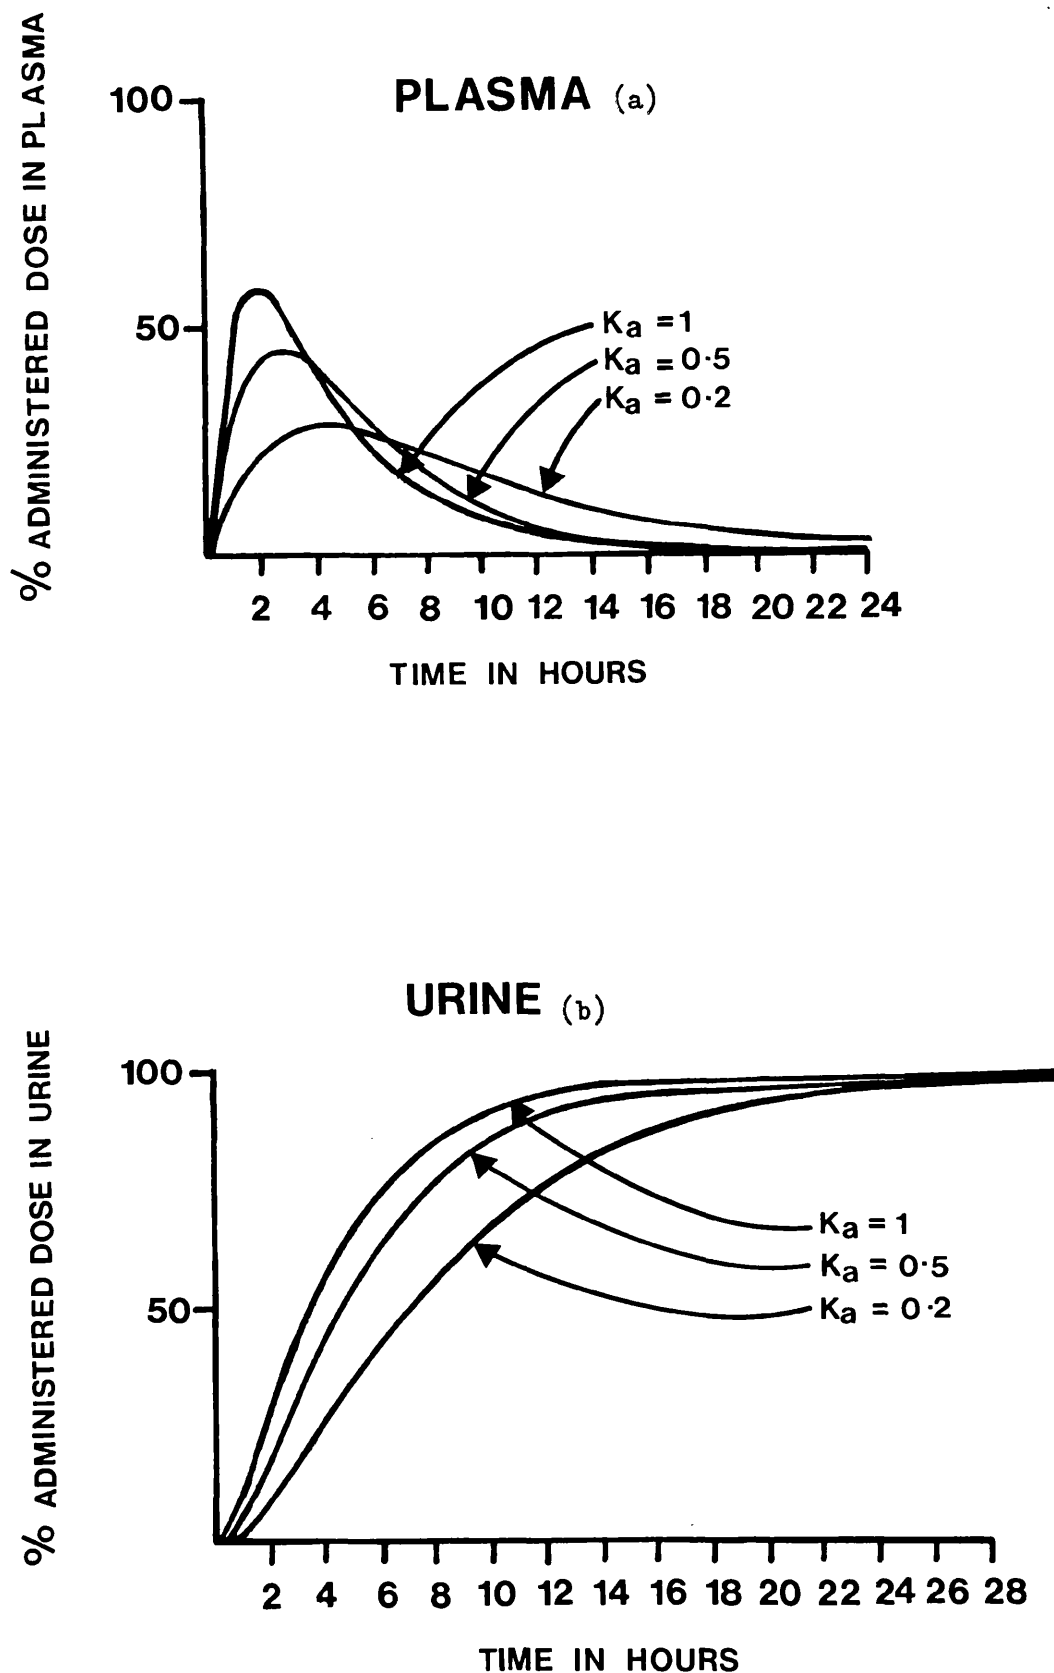 PLASMA (a)
% ADMINISTERED DOSE IN PLASMA
100
50
Ka = 1
Ka = 0·5
Ka = 0·2
2 4 6 8 10 12 14 16 18 20 22 24
TIME IN HOURS
URINE (b)
% ADMINISTERED DOSE IN URINE
100
50
Ka = 1
Ka = 0·5
Ka = 0·2
2 4 6 8 10 12 14 16 18 20 22 24 26 28
TIME IN HOURS